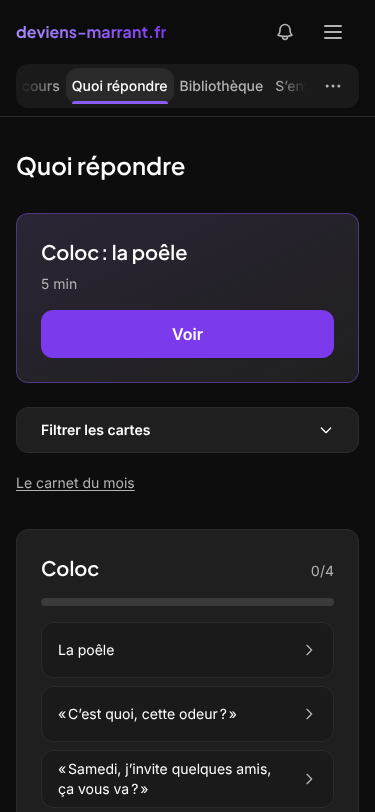 deviens-marrant.fr
cours Quoi répondre Bibliothèque S'en
Quoi répondre
Coloc : la poêle
5 min
Voir
Filtrer les cartes
Le carnet du mois
Coloc 0/4
La poêle
« C'est quoi, cette odeur ? »
« Samedi, j'invite quelques amis,
ça vous va ? »